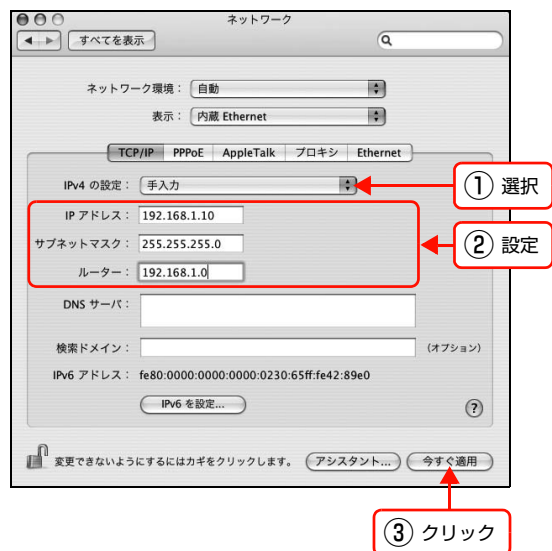 ネットワーク
すべてを表示
ネットワーク環境： 自動
表示： 内蔵 Ethernet
TCP/IP PPPoE AppleTalk プロキシ Ethernet
IPv4 の設定： 手入力
① 選択
IP アドレス： 192.168.1.10
サブネットマスク： 255.255.255.0
② 設定
ルーター： 192.168.1.0
DNS サーバ：
検索ドメイン： (オプション)
IPv6 アドレス： fe80:0000:0000:0000:0230:65ff:fe42:89e0
IPv6 を設定... ?
変更できないようにするにはカギをクリックします。 アシスタント... 今すぐ適用
③ クリック